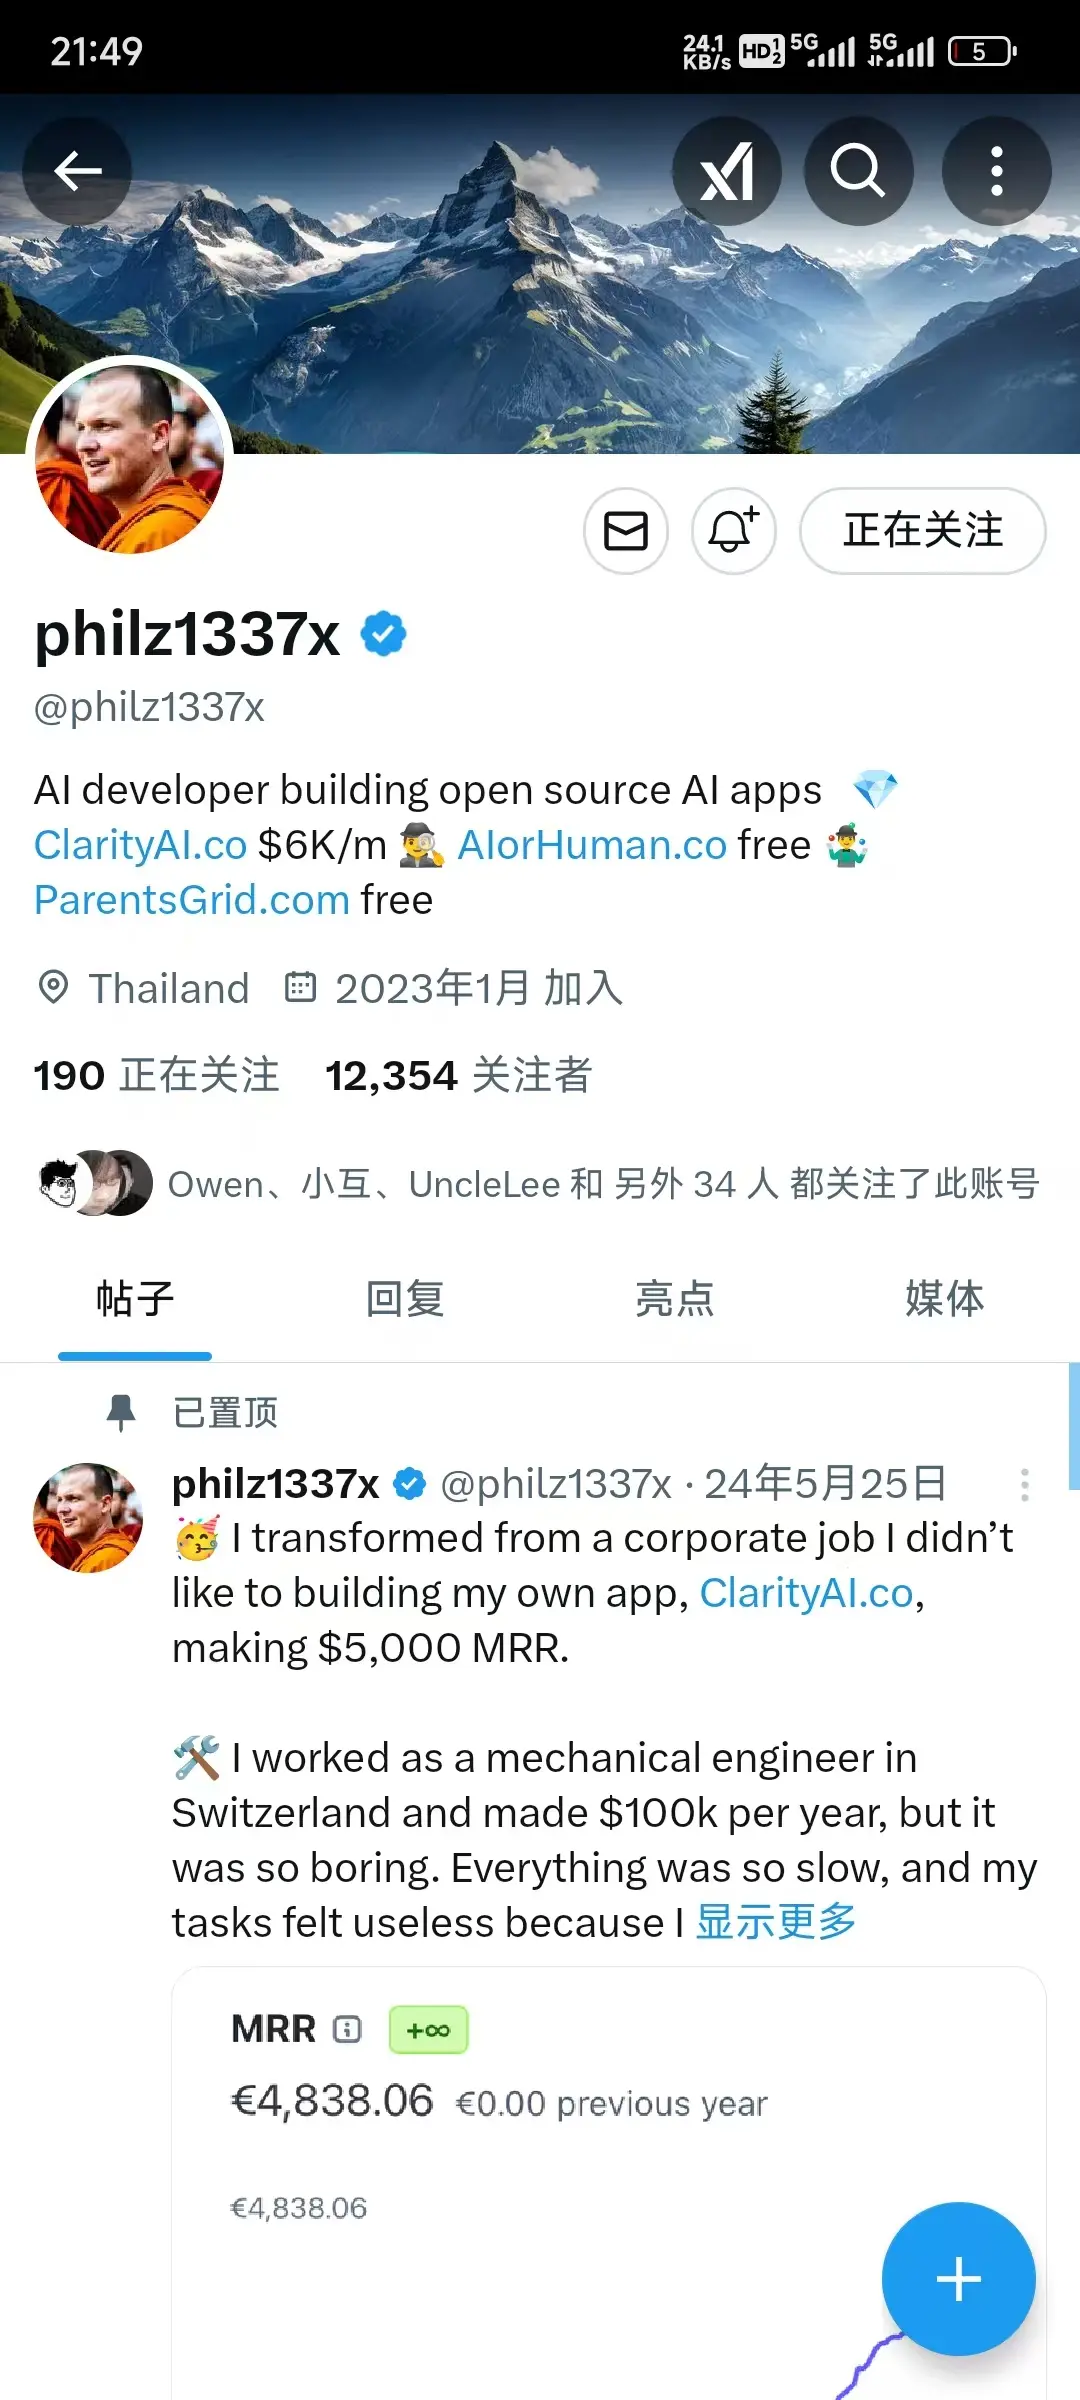 21:49
24.1 KB/s HD 1 2 5G 5G 5
正在关注
philz1337x
@philz1337x
AI developer building open source AI apps 💎
ClarityAI.co $6K/m 🕵️‍♂️ AIorHuman.co free 🤹‍♂️
ParentsGrid.com free
Thailand 2023年1月 加入
190 正在关注 12,354 关注者
Owen、小互、UncleLee 和 另外 34 人 都关注了此账号
帖子 回复 亮点 媒体
已置顶
philz1337x @philz1337x · 24年5月25日
🥳 I transformed from a corporate job I didn’t
like to building my own app, ClarityAI.co,
making $5,000 MRR.
🛠️ I worked as a mechanical engineer in
Switzerland and made $100k per year, but it
was so boring. Everything was so slow, and my
tasks felt useless because I 显示更多
MRR +∞
€4,838.06 €0.00 previous year
€4,838.06